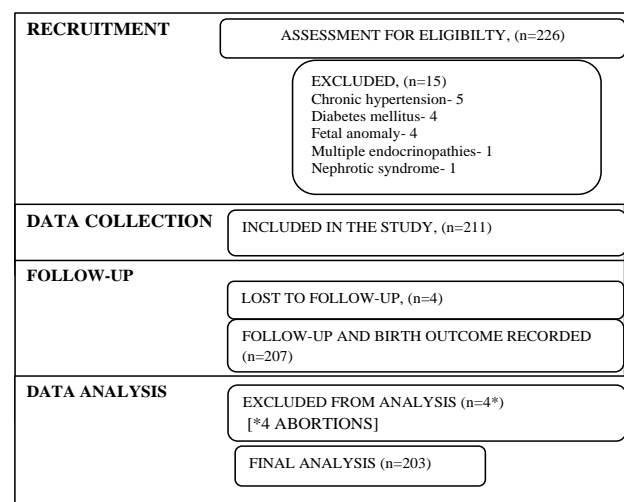 RECRUITMENT
ASSESSMENT FOR ELIGIBILTY, (n=226)
EXCLUDED, (n=15)
Chronic hypertension- 5
Diabetes mellitus- 4
Fetal anomaly- 4
Multiple endocrinopathies- 1
Nephrotic syndrome- 1
DATA COLLECTION
INCLUDED IN THE STUDY, (n=211)
FOLLOW-UP
LOST TO FOLLOW-UP, (n=4)
FOLLOW-UP AND BIRTH OUTCOME RECORDED
(n=207)
DATA ANALYSIS
EXCLUDED FROM ANALYSIS (n=4*)
[*4 ABORTIONS]
FINAL ANALYSIS (n=203)